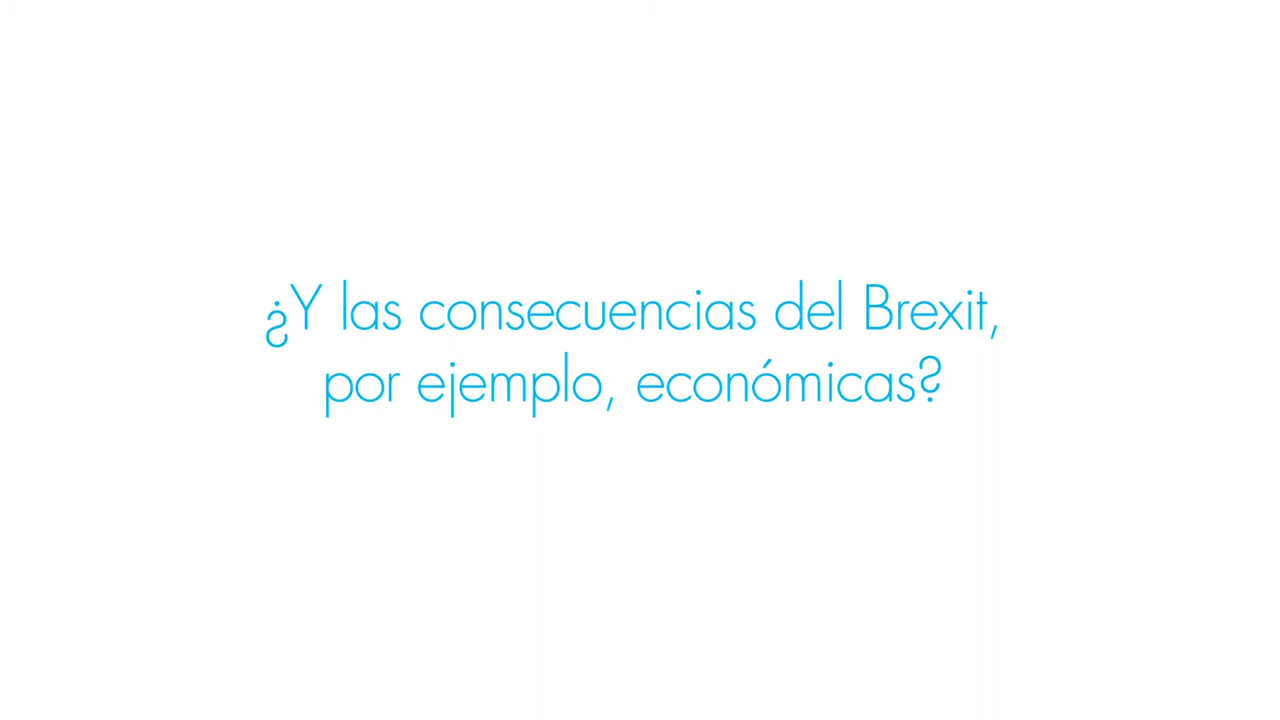 ¿Y las consecuencias del Brexit,
por ejemplo, económicas?